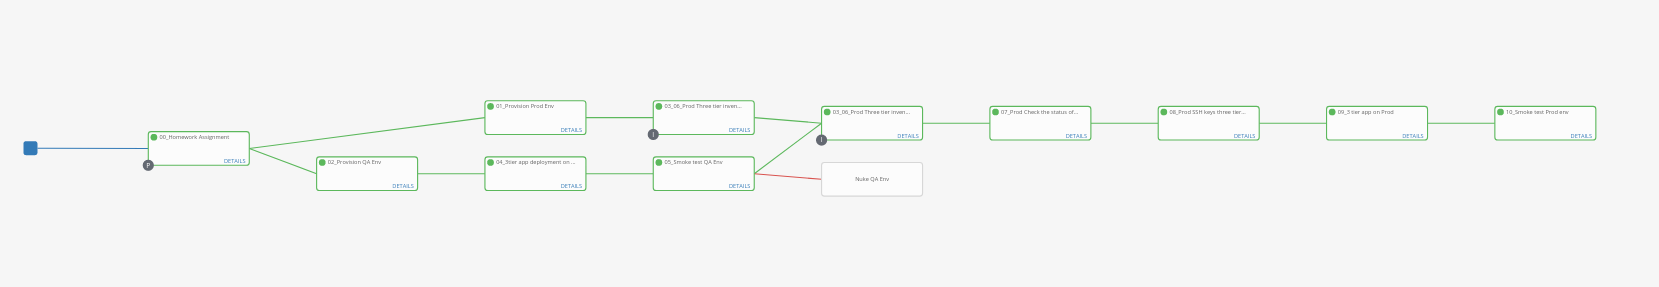 01_Provision Prod Env
DETAILS
03_06_Prod Three tier inven...
DETAILS
03_06_Prod Three tier inven...
DETAILS
07_Prod Check the status of...
DETAILS
08_Prod SSH keys three tier...
DETAILS
09_3 tier app on Prod
DETAILS
10_Smoke test Prod env
DETAILS
00_Homework Assignment
DETAILS
P
02_Provision QA Env
DETAILS
04_3tier app deployment on ...
DETAILS
05_Smoke test QA Env
DETAILS
Nuke QA Env